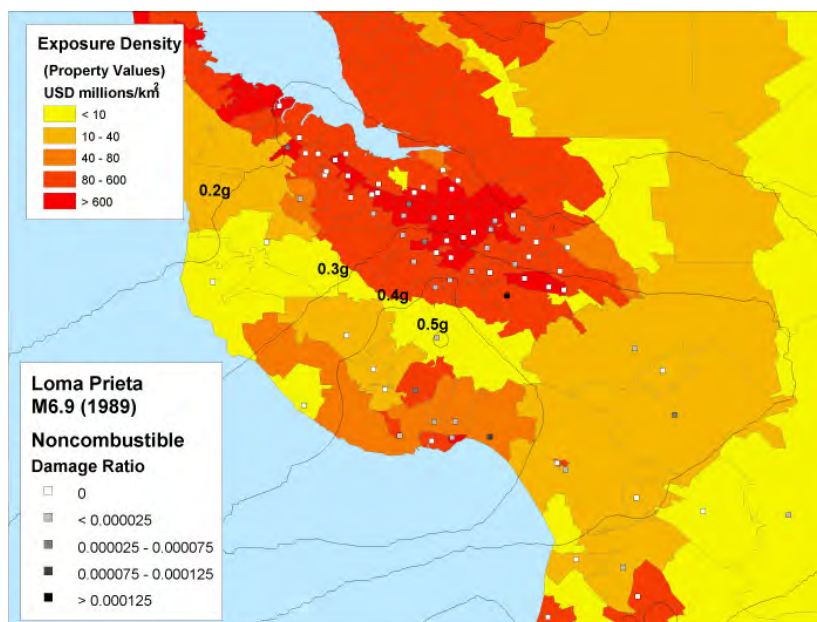 Exposure Density
(Property Values)
USD millions/km²
< 10
10 - 40
40 - 80
80 - 600
> 600
0.2g
0.3g
0.4g
0.5g
Loma Prieta
M6.9 (1989)
Noncombustible
Damage Ratio
0
< 0.000025
0.000025 - 0.000075
0.000075 - 0.000125
> 0.000125